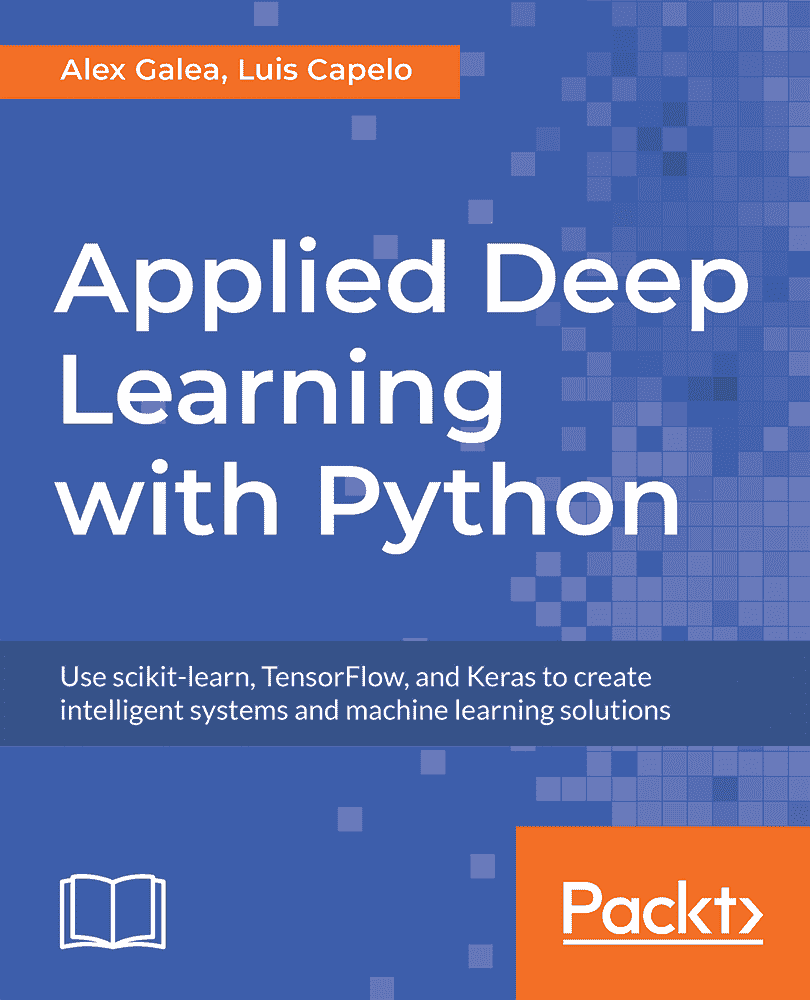 Alex Galea, Luis Capelo
Applied Deep
Learning
with Python
Use scikit-learn, TensorFlow, and Keras to create
intelligent systems and machine learning solutions
Packt>